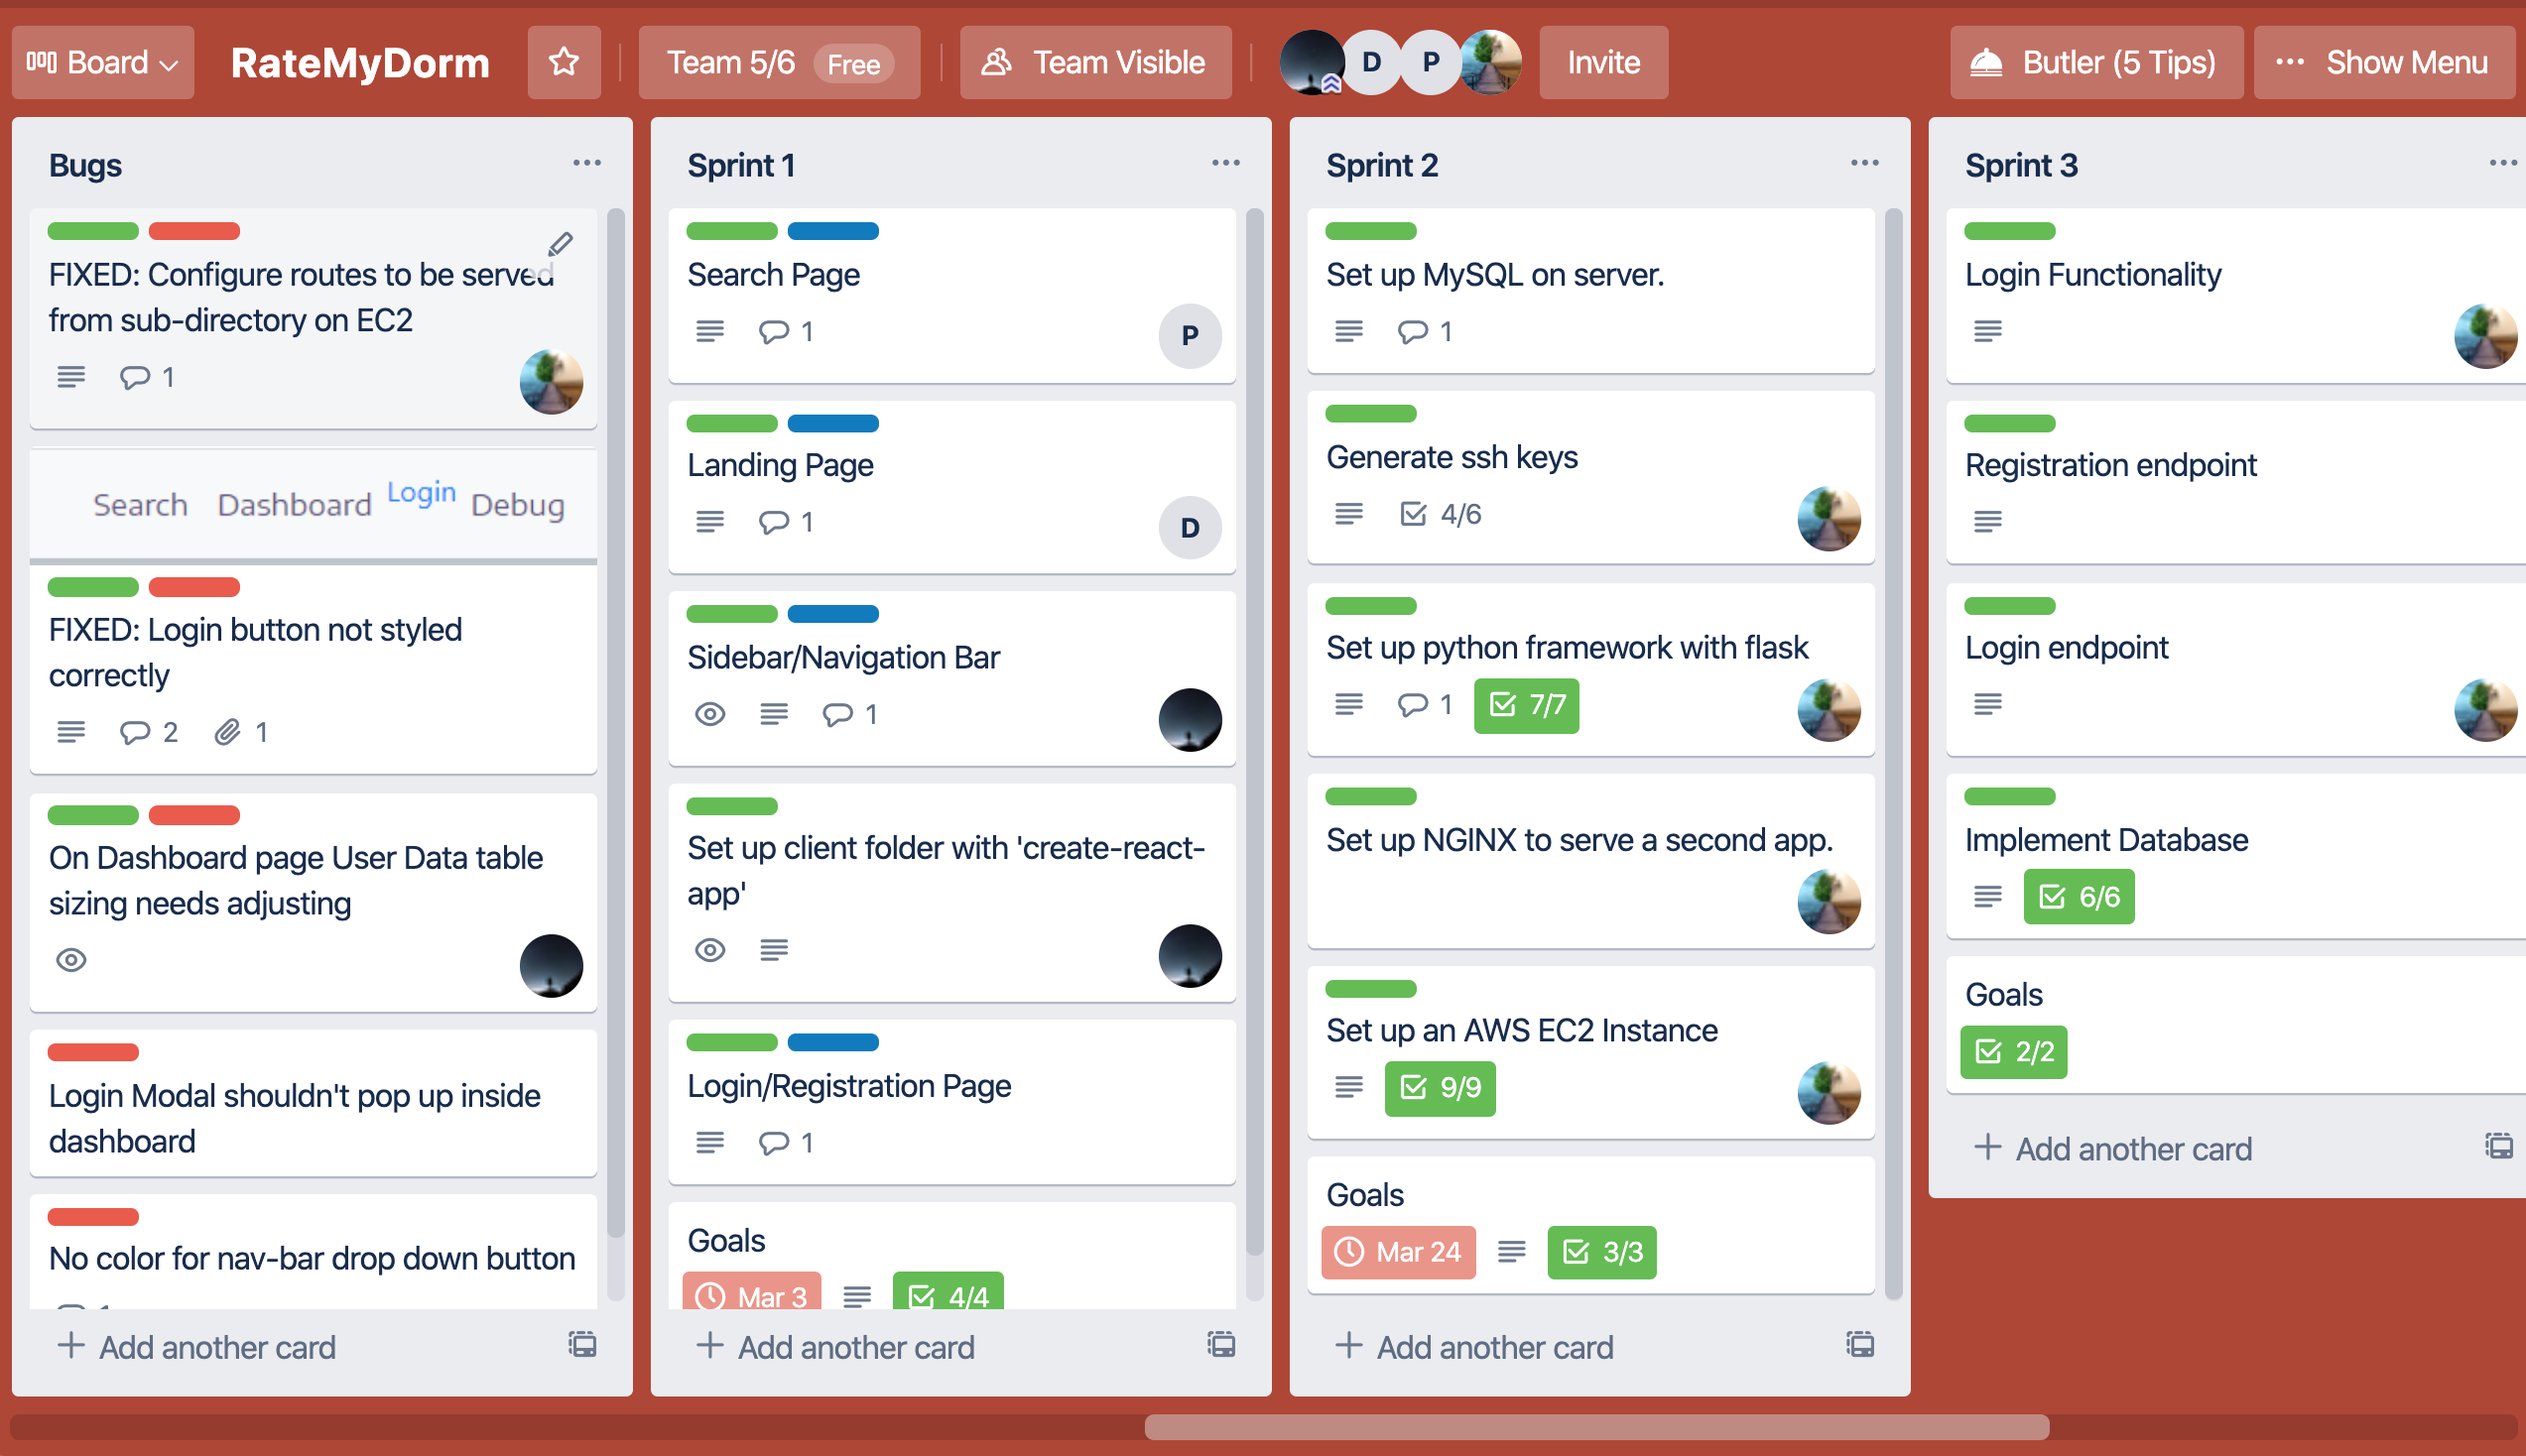 Board
RateMyDorm
Team 5/6 Free
Team Visible
D
P
Invite
Butler (5 Tips)
Show Menu
Bugs
FIXED: Configure routes to be served
from sub-directory on EC2
1
Search Dashboard Login Debug
FIXED: Login button not styled
correctly
2 1
On Dashboard page User Data table
sizing needs adjusting
Login Modal shouldn't pop up inside
dashboard
No color for nav-bar drop down button
Add another card
Sprint 1
Search Page
1
P
Landing Page
1
D
Sidebar/Navigation Bar
1
Set up client folder with 'create-react-
app'
Login/Registration Page
1
Goals
Mar 3 4/4
Add another card
Sprint 2
Set up MySQL on server.
1
Generate ssh keys
4/6
Set up python framework with flask
1 7/7
Set up NGINX to serve a second app.
Set up an AWS EC2 Instance
9/9
Goals
Mar 24 3/3
Add another card
Sprint 3
Login Functionality
Registration endpoint
Login endpoint
Implement Database
6/6
Goals
2/2
Add another card